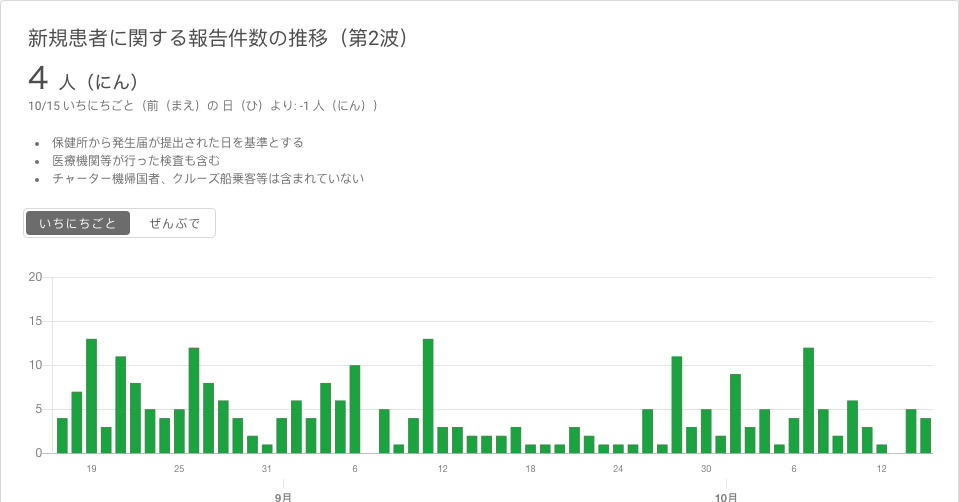 新規患者に関する報告件数の推移（第2波）
4 人（にん）
10/15 いちにちごと（前（まえ）の 日（ひ）より: -1 人（にん））
保健所から発生届が提出された日を基準とする
医療機関等が行った検査も含む
チャーター機帰国者、クルーズ船乗客等は含まれていない
いちにちごと ぜんぶで
20
15
10
5
0
19 25 31 6 12 18 24 30 6 12
9月 10月